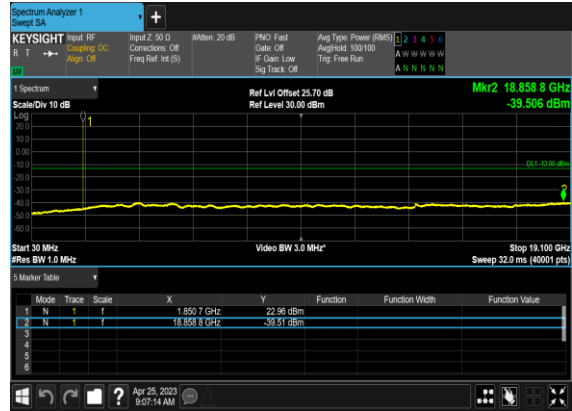 Spectrum Analyzer 1
Swept SA
KEYSIGHT Input: RF Input Z: 50 Ω #Atten: 20 dB PNO: Fast Avg Type: Power (RMS) 1 2 3 4 5 6
R T Coupling: DC Corrections: Off Gate: Off Avg|Hold: 100/100 A W W W W W
Align: Off Freq Ref: Int (S) IF Gain: Low Trig: Free Run
Sig Track: Off A N N N N N
LW
1 Spectrum Ref Lvl Offset 25.70 dB Mkr2 18.858 8 GHz
Scale/Div 10 dB Ref Level 30.00 dBm -39.506 dBm
Log
1
20.0
10.0
0.00
-10.0
DL1 -13.00 dBm
-20.0
-30.0
2
-40.0
-50.0
-60.0
Start 30 MHz Video BW 3.0 MHz* Stop 19.100 GHz
#Res BW 1.0 MHz Sweep 32.0 ms (40001 pts)
5 Marker Table
Mode Trace Scale X Y Function Function Width Function Value
1 N 1 f 1.850 7 GHz 22.96 dBm
2 N 1 f 18.858 8 GHz -39.51 dBm
3
4
5
6
? Apr 25, 2023
9:07:14 AM